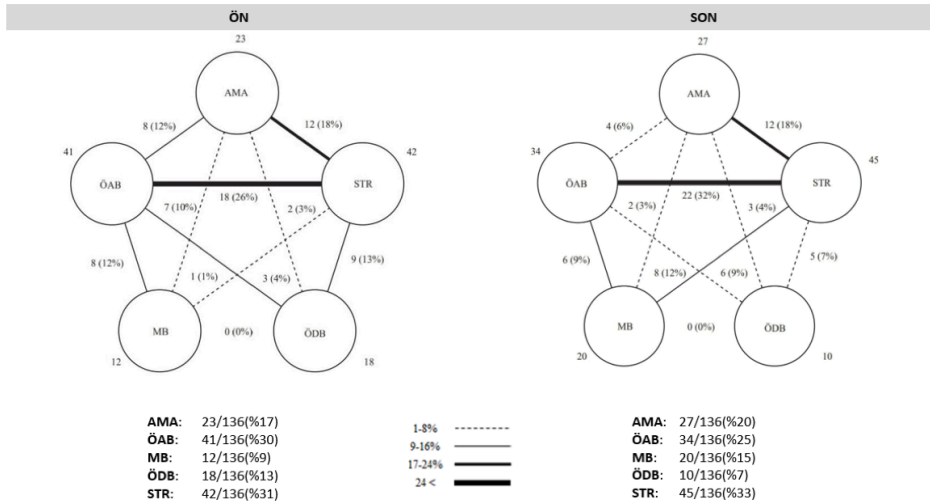 ÖN
SON
23
AMA
8 (12%)
12 (18%)
41
42
ÖAB
STR
18 (26%)
7 (10%)
2 (3%)
8 (12%)
9 (13%)
1 (1%)
3 (4%)
MB
0 (0%)
ÖDB
12
18
27
AMA
4 (6%)
12 (18%)
34
45
ÖAB
STR
22 (32%)
2 (3%)
3 (4%)
6 (9%)
5 (7%)
8 (12%)
6 (9%)
MB
0 (0%)
ÖDB
20
10
AMA: 23/136(%17)
ÖAB: 41/136(%30)
MB: 12/136(%9)
ÖDB: 18/136(%13)
STR: 42/136(%31)
1-8%
9-16%
17-24%
24 <
AMA: 27/136(%20)
ÖAB: 34/136(%25)
MB: 20/136(%15)
ÖDB: 10/136(%7)
STR: 45/136(%33)